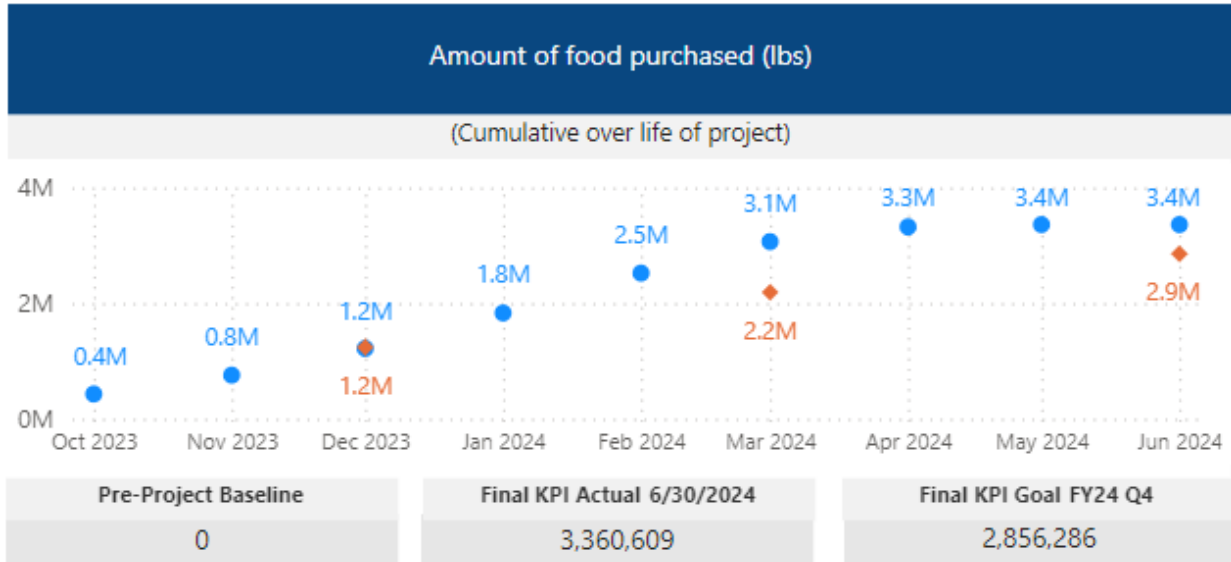 Amount of food purchased (lbs)
(Cumulative over life of project)
4M
3.1M
3.3M
3.4M
3.4M
2.5M
1.8M
2.9M
2M
1.2M
2.2M
0.8M
0.4M
1.2M
0M
Oct 2023 Nov 2023 Dec 2023 Jan 2024 Feb 2024 Mar 2024 Apr 2024 May 2024 Jun 2024
Pre-Project Baseline Final KPI Actual 6/30/2024 Final KPI Goal FY24 Q4
0 3,360,609 2,856,286